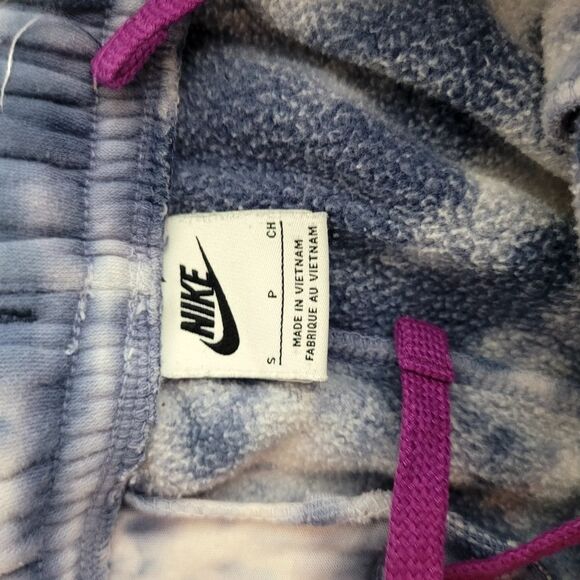 NIKE
S P CH
MADE IN VIETNAM
FABRIQUE AU VIETNAM